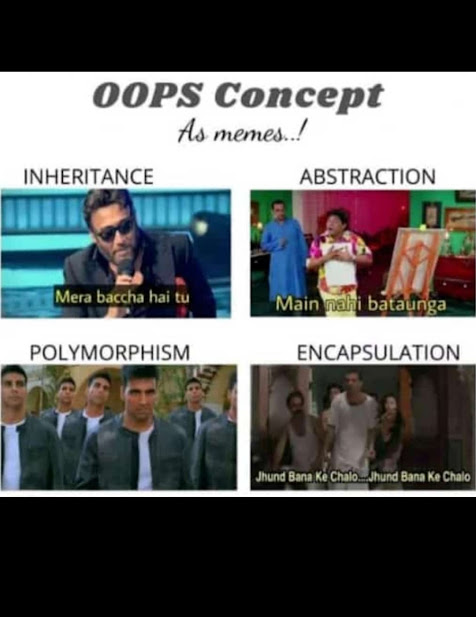 OOPS Concept
As memes..!
INHERITANCE
ABSTRACTION
Mera baccha hai tu
Main nahi bataunga
POLYMORPHISM
ENCAPSULATION
Jhund Bana Ke Chalo....Jhund Bana Ke Chalo